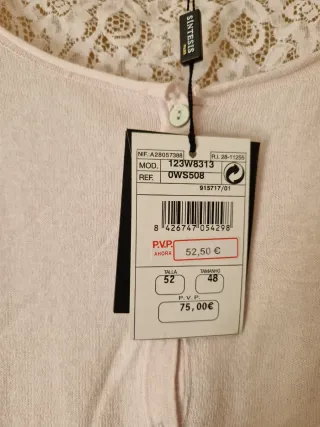 SINTESIS
NIF. A28057388
R.I. 28-11255
MOD. 123W8313
REF. 0WS508
915717/01
8 426747 054298
P.V.P.
AHORA 52,50 €
TALLA TAMANHO
52 48
P.V.P.
75,00€